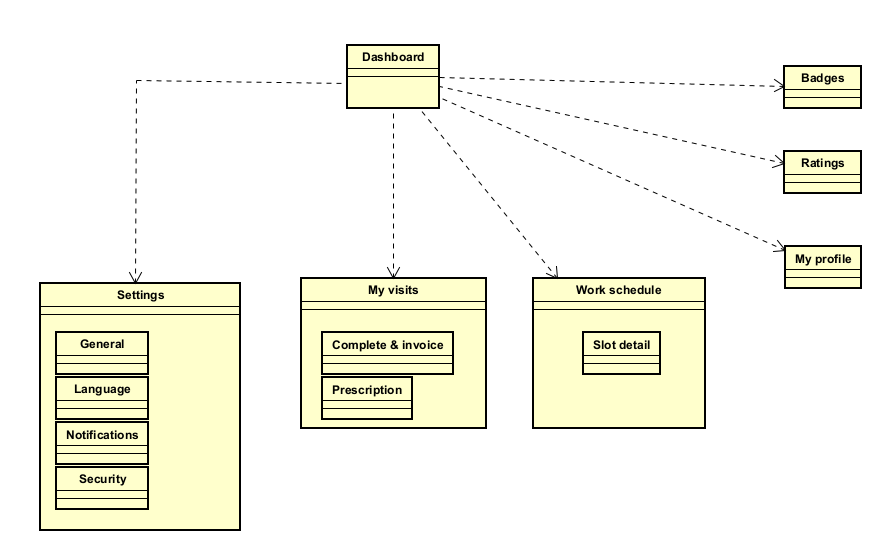 Dashboard
Badges
Ratings
My profile
Settings
General
Language
Notifications
Security
My visits
Complete & invoice
Prescription
Work schedule
Slot detail